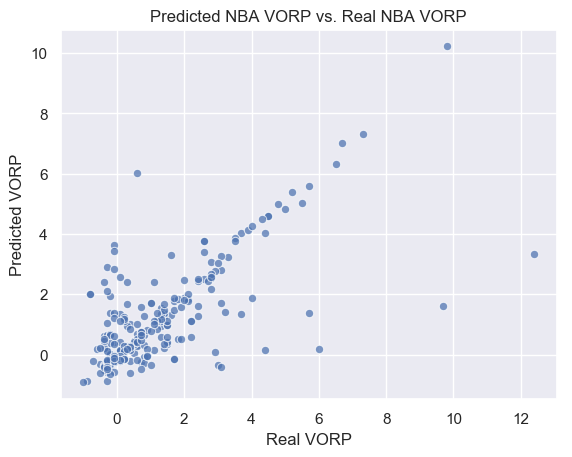 Predicted NBA VORP vs. Real NBA VORP
10
8
6
4
2
0
Predicted VORP
0 2 4 6 8 10 12
Real VORP